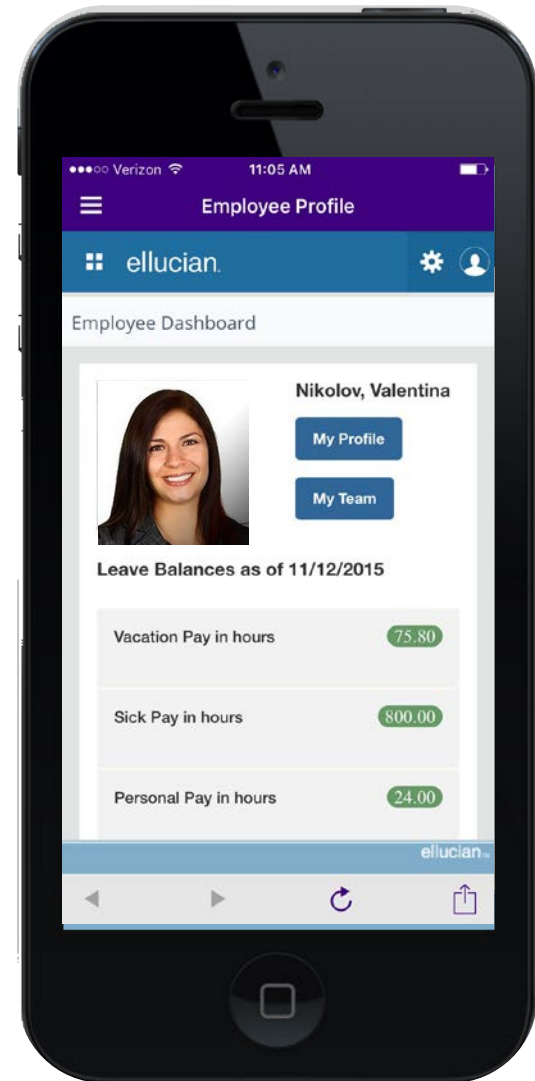 ●●●○○ Verizon 11:05 AM
Employee Profile
ellucian.
Employee Dashboard
Nikolov, Valentina
My Profile
My Team
Leave Balances as of 11/12/2015
Vacation Pay in hours 75.80
Sick Pay in hours 800.00
Personal Pay in hours 24.00
ellucian™